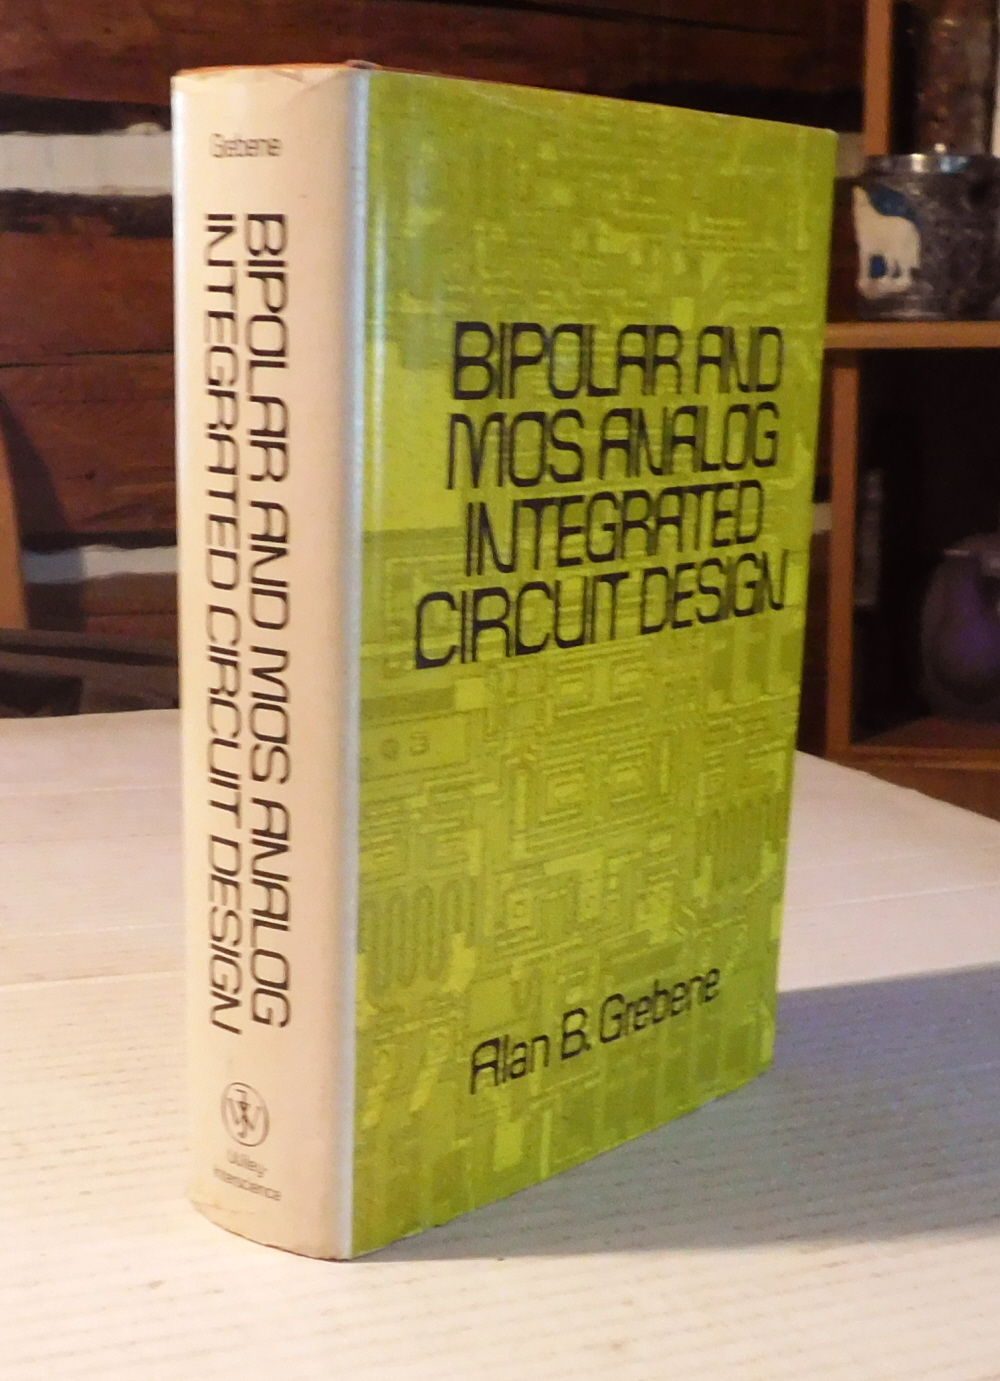 Grebene
BIPOLAR AND MOS ANALOG
INTEGRATED CIRCUIT DESIGN
Wiley-
Interscience
BIPOLAR AND
MOS ANALOG
INTEGRATED
CIRCUIT DESIGN
Alan B. Grebene